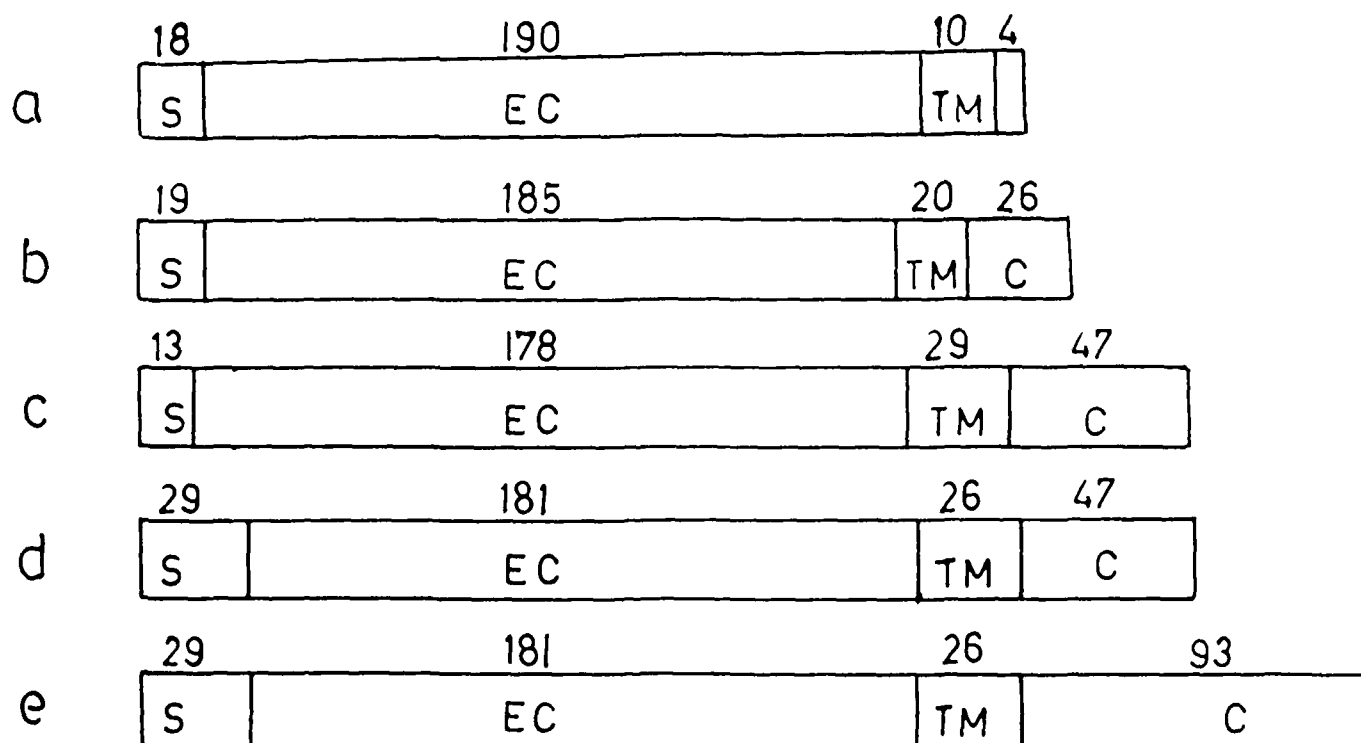 18 190 10 4
a S EC TM
19 185 20 26
b S EC TM C
13 178 29 47
c S EC TM C
29 181 26 47
d S EC TM C
29 181 26 93
e S EC TM C